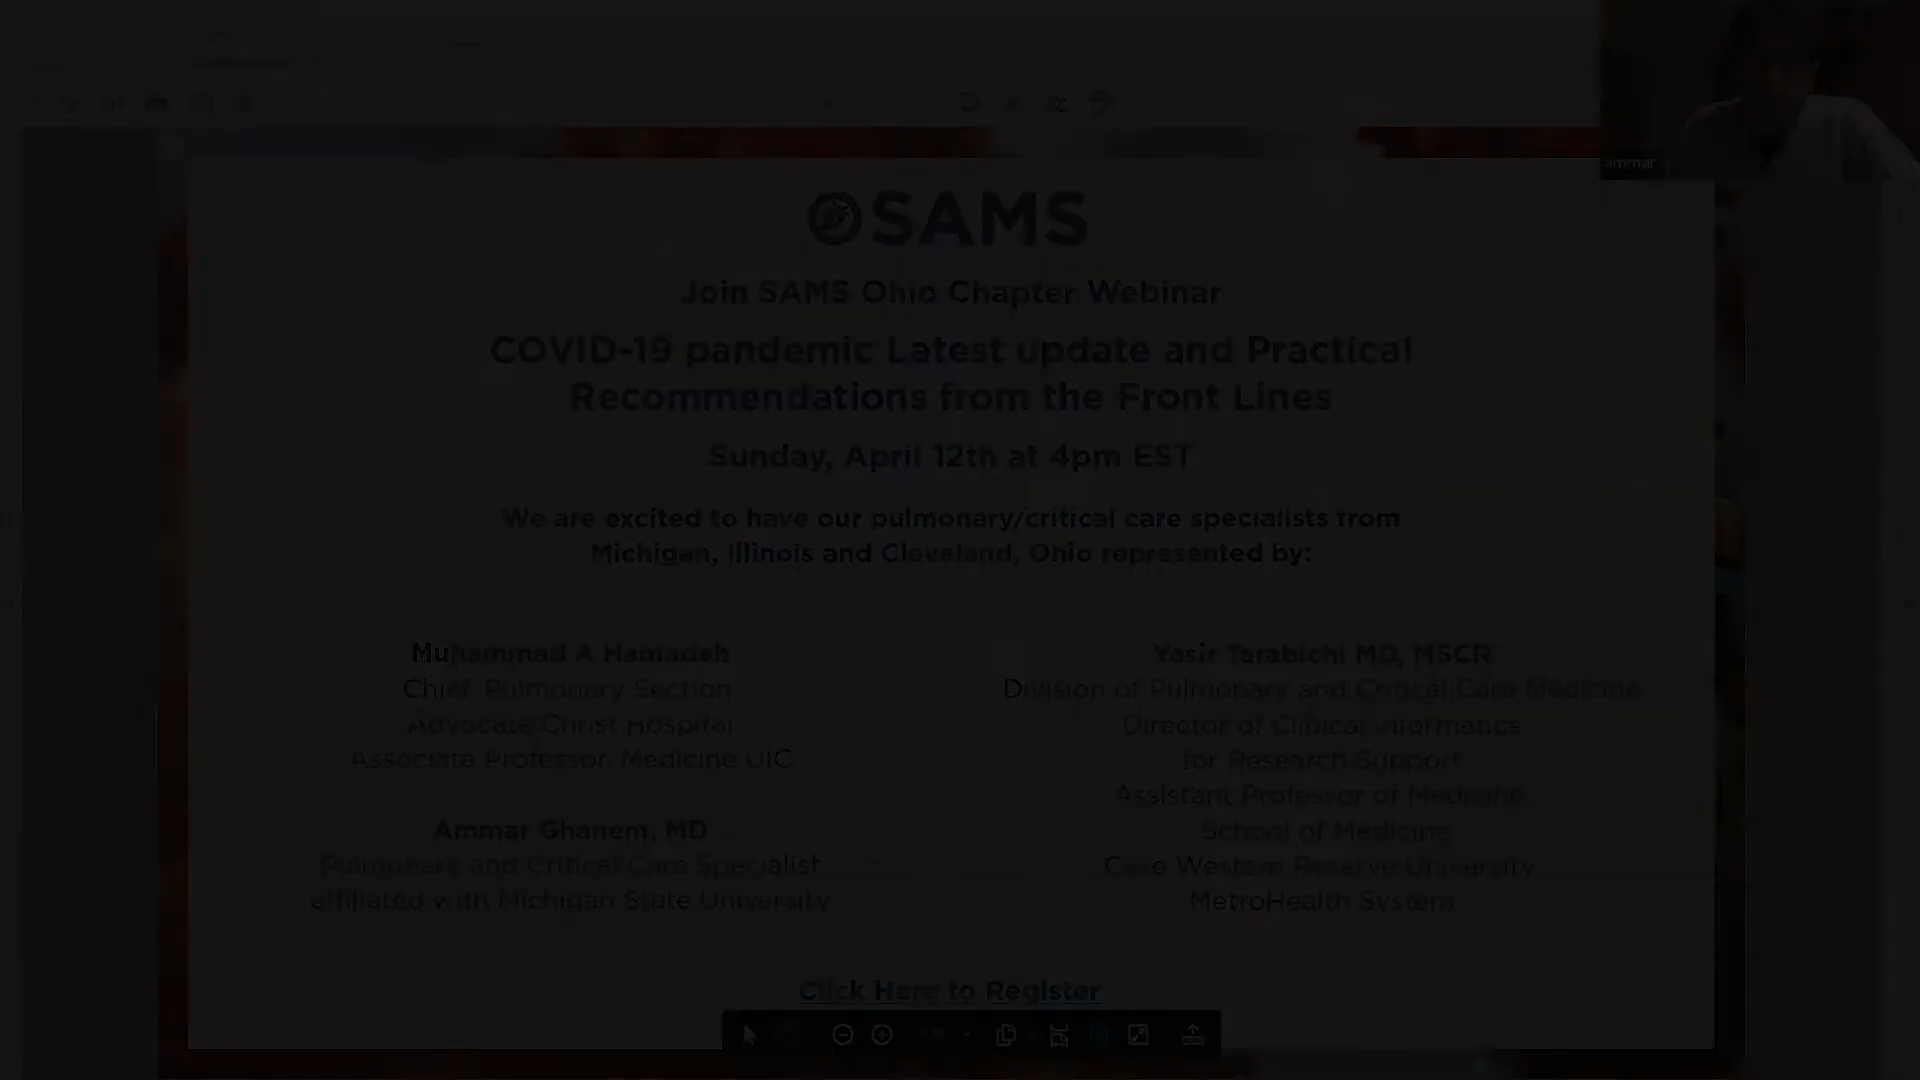 ammar
SAMS
Join SAMS Ohio Chapter Webinar
COVID-19 pandemic Latest update and Practical
Recommendations from the Front Lines
Sunday, April 12th at 4pm EST
We are excited to have our pulmonary/critical care specialists from
Michigan, Illinois and Cleveland, Ohio represented by:
Muhammad A Hamadeh
Chief, Pulmonary Section
Advocate Christ Hospital
Associate Professor, Medicine UIC
Ammar Ghanem, MD
Pulmonary and Critical Care Specialist
affiliated with Michigan State University
Yasir Tarabichi MD, MSCR
Division of Pulmonary and Critical Care Medicine
Director of Clinical Informatics
for Research Support
Assistant Professor of Medicine
School of Medicine
Case Western Reserve University
MetroHealth System
Click Here to Register